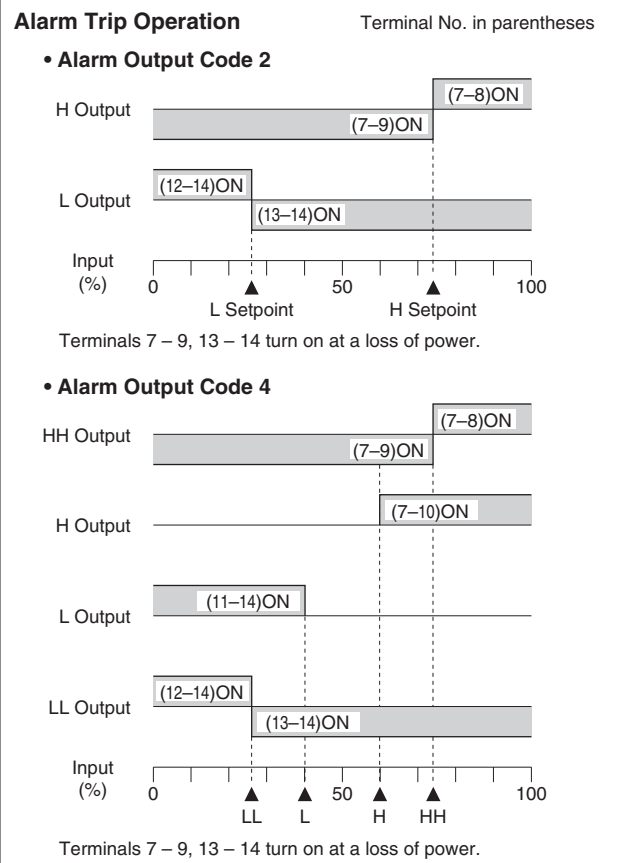 Alarm Trip Operation Terminal No. in parentheses
• Alarm Output Code 2
H Output
(7–8)ON
(7–9)ON
L Output
(12–14)ON
(13–14)ON
Input
(%)
0 50 100
L Setpoint H Setpoint
Terminals 7 – 9, 13 – 14 turn on at a loss of power.
• Alarm Output Code 4
HH Output
(7–8)ON
(7–9)ON
H Output
(7–10)ON
L Output
(11–14)ON
LL Output
(12–14)ON
(13–14)ON
Input
(%)
0 50 100
LL L H HH
Terminals 7 – 9, 13 – 14 turn on at a loss of power.